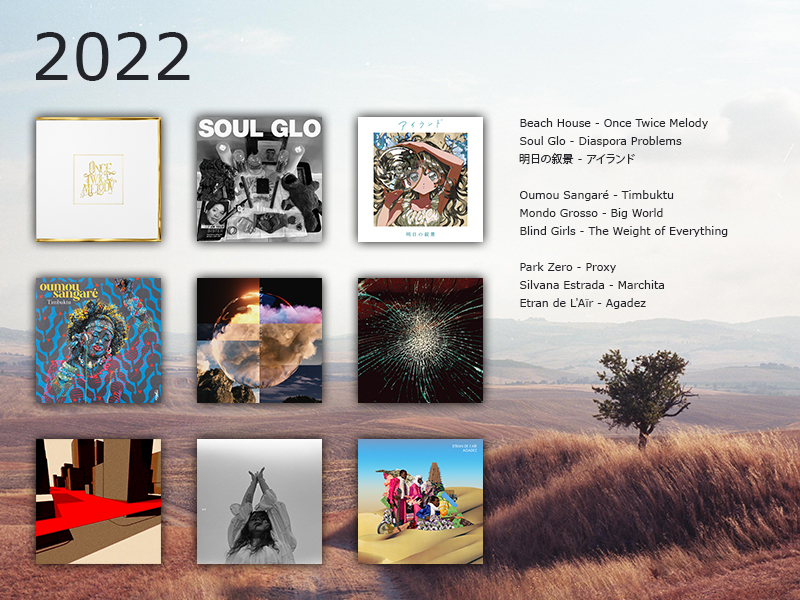 2022
ONCE
TWICE
MELODY
SOUL GLO
アイランド
明日の叙景
oumou
sangaré
Timbuktu
ETRAN DE L'AÏR
AGADEZ
Beach House - Once Twice Melody
Soul Glo - Diaspora Problems
明日の叙景 - アイランド
Oumou Sangaré - Timbuktu
Mondo Grosso - Big World
Blind Girls - The Weight of Everything
Park Zero - Proxy
Silvana Estrada - Marchita
Etran de L'Aïr - Agadez